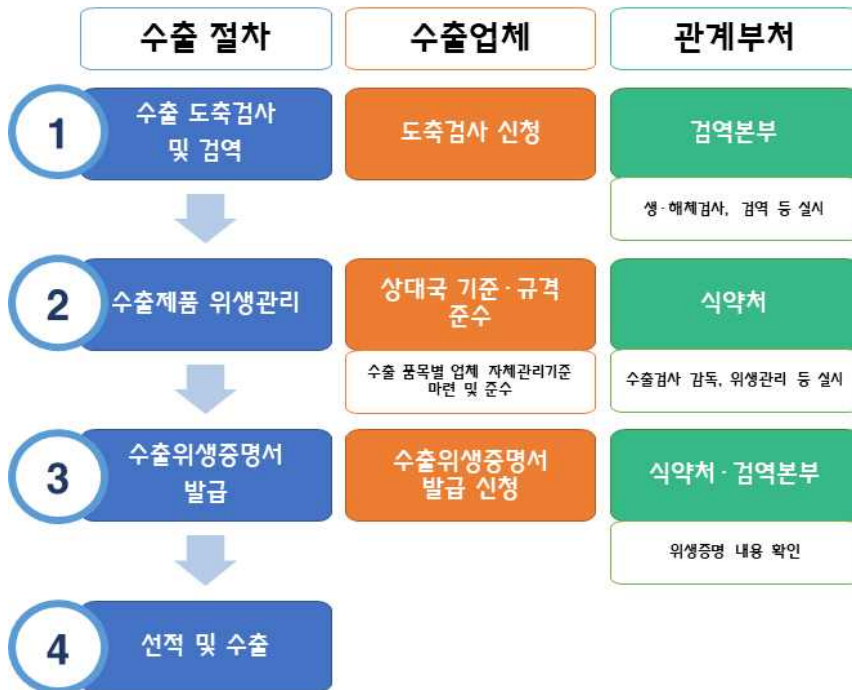 수출 절차
수출업체
관계부처
1
수출 도축검사
및 검역
도축검사 신청
검역본부
생·해체검사, 검역 등 실시
2
수출제품 위생관리
상대국 기준·규격
준수
식약처
수출 품목별 업체 자체관리기준
마련 및 준수
수출검사 감독, 위생관리 등 실시
3
수출위생증명서
발급
수출위생증명서
발급 신청
식약처·검역본부
위생증명 내용 확인
4
선적 및 수출